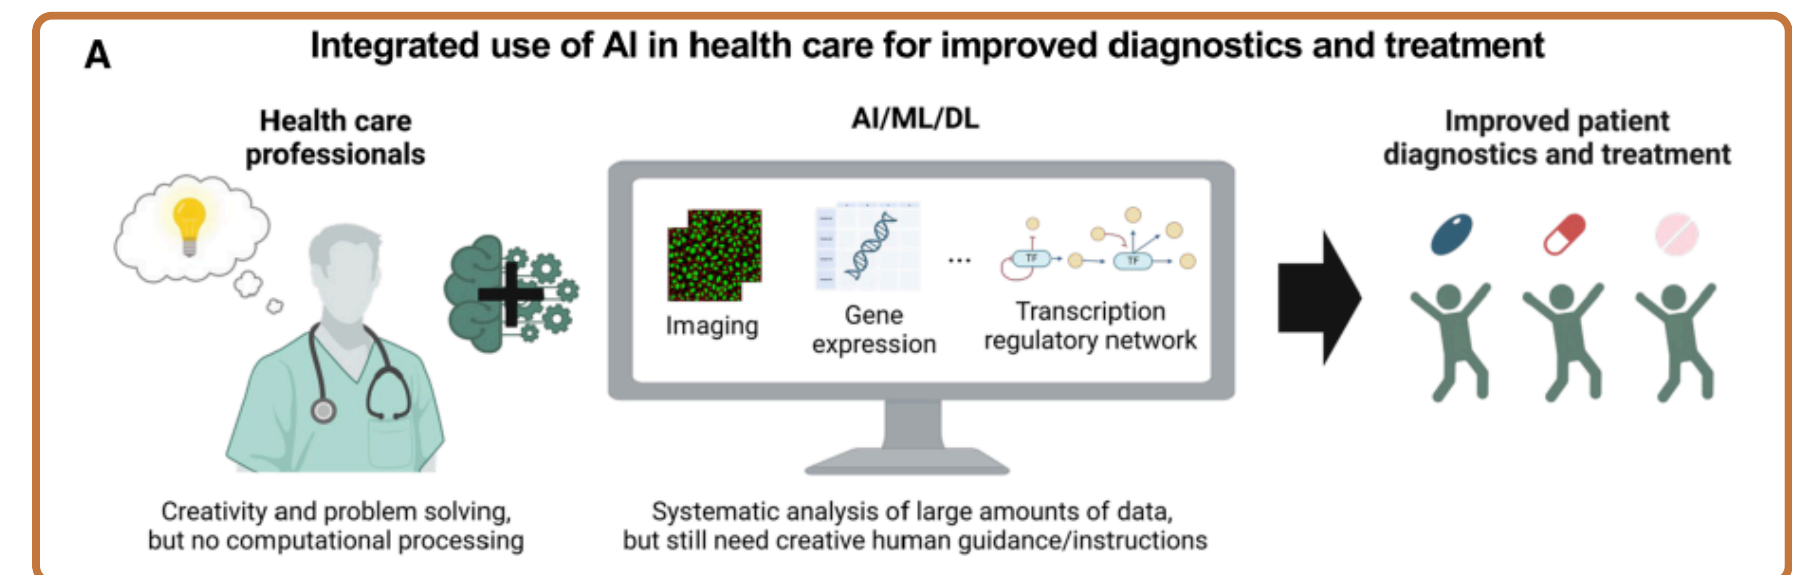 A
Integrated use of AI in health care for improved diagnostics and treatment
Health care
professionals
AI/ML/DL
Improved patient
diagnostics and treatment
TF
TF
...
Imaging
Gene
expression
Transcription
regulatory network
Creativity and problem solving,
but no computational processing
Systematic analysis of large amounts of data,
but still need creative human guidance/instructions